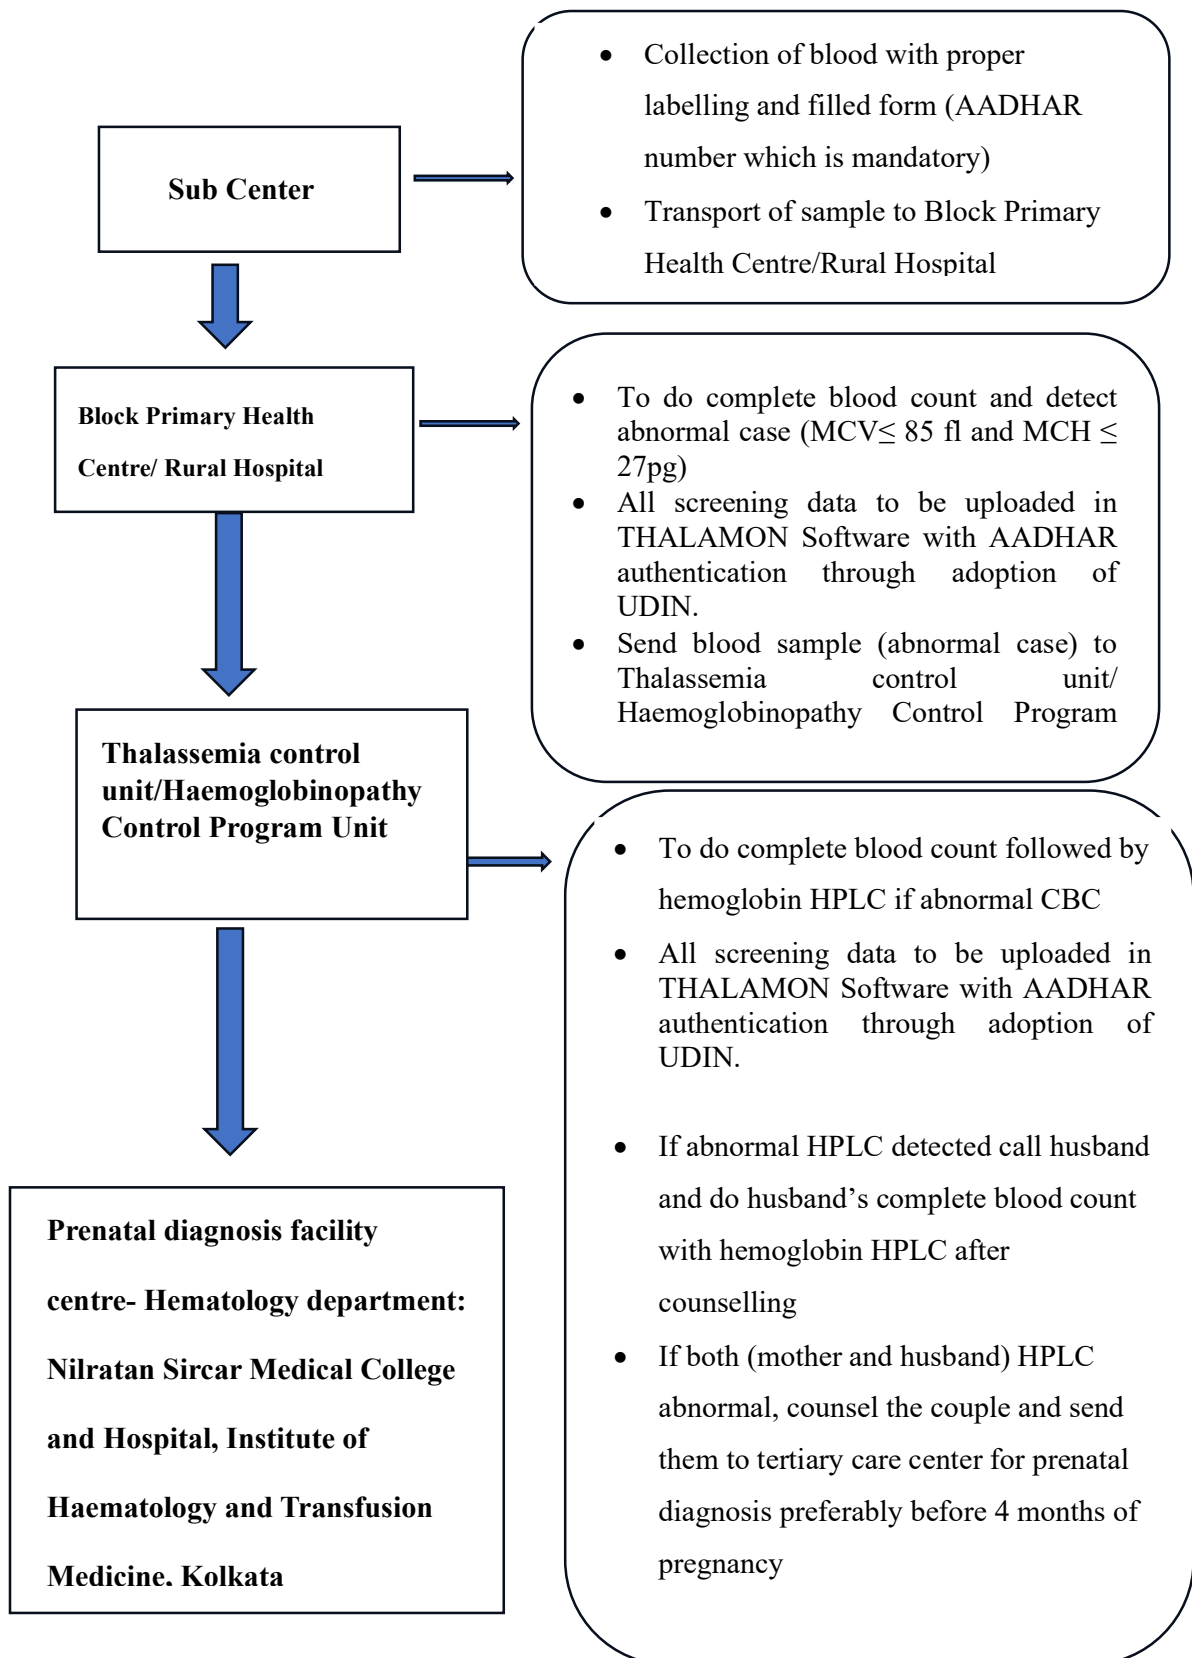 Sub Center
• Collection of blood with proper
labelling and filled form (AADHAR
number which is mandatory)
• Transport of sample to Block Primary
Health Centre/Rural Hospital
Block Primary Health
Centre/ Rural Hospital
• To do complete blood count and detect
abnormal case (MCV≤ 85 fl and MCH ≤
27pg)
• All screening data to be uploaded in
THALAMON Software with AADHAR
authentication through adoption of
UDIN.
• Send blood sample (abnormal case) to
Thalassemia control unit/
Haemoglobinopathy Control Program
Thalassemia control
unit/Haemoglobinopathy
Control Program Unit
• To do complete blood count followed by
hemoglobin HPLC if abnormal CBC
• All screening data to be uploaded in
THALAMON Software with AADHAR
authentication through adoption of
UDIN.
• If abnormal HPLC detected call husband
and do husband’s complete blood count
with hemoglobin HPLC after
counselling
• If both (mother and husband) HPLC
abnormal, counsel the couple and send
them to tertiary care center for prenatal
diagnosis preferably before 4 months of
pregnancy
Prenatal diagnosis facility
centre- Hematology department:
Nilratan Sircar Medical College
and Hospital, Institute of
Haematology and Transfusion
Medicine, Kolkata